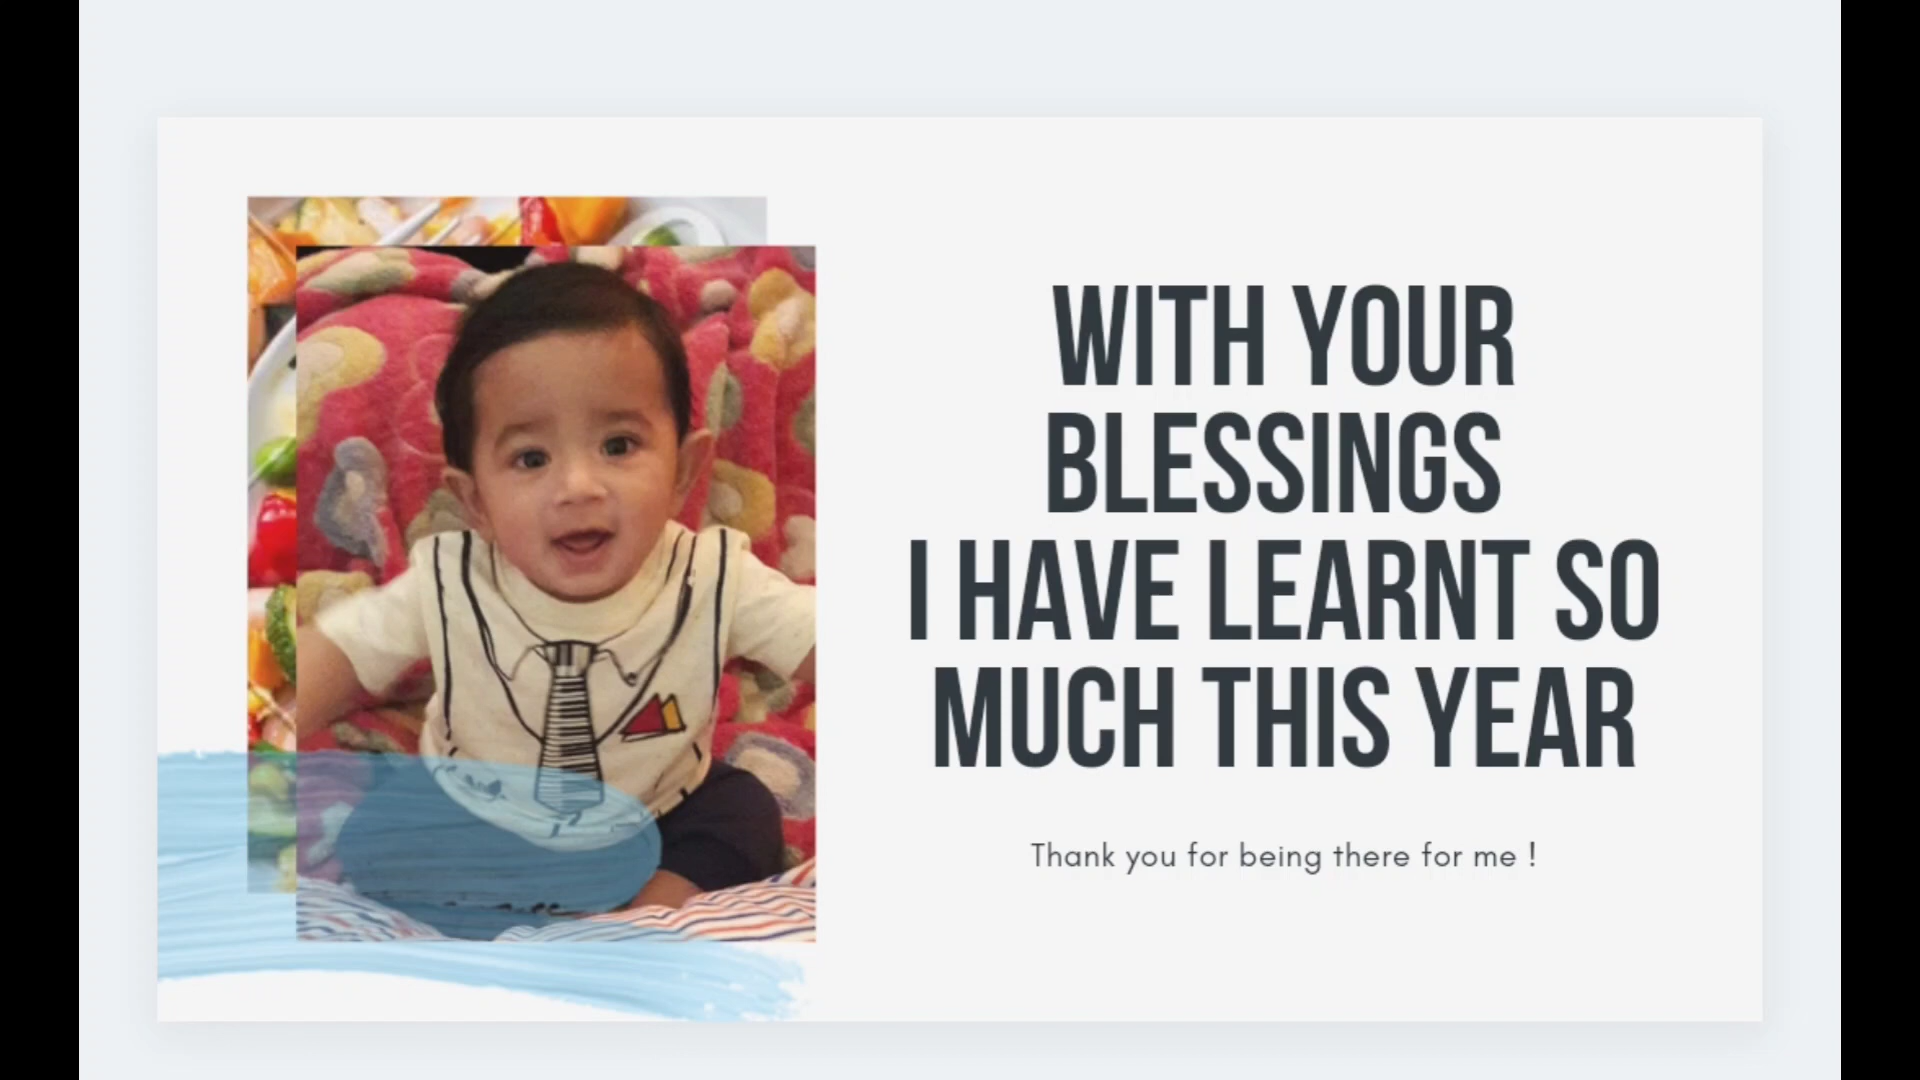 WITH YOUR
BLESSINGS
I HAVE LEARNT SO
MUCH THIS YEAR
Thank you for being there for me !